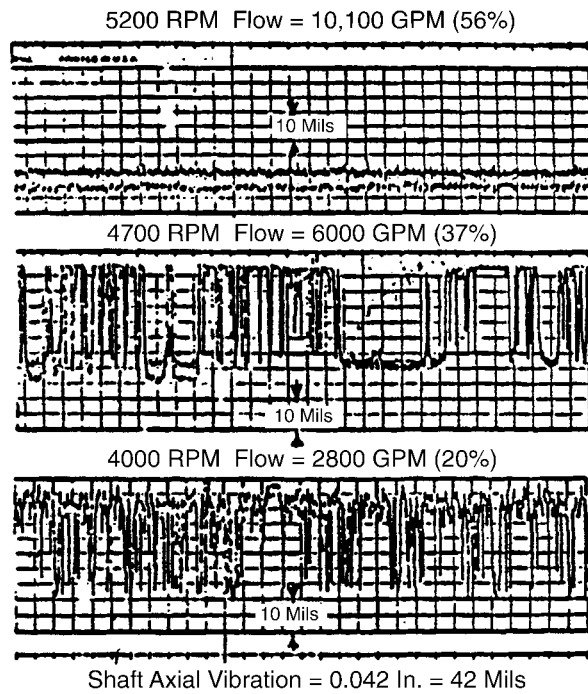 5200 RPM Flow = 10,100 GPM (56%)
10 Mils
4700 RPM Flow = 6000 GPM (37%)
10 Mils
4000 RPM Flow = 2800 GPM (20%)
10 Mils
Shaft Axial Vibration = 0.042 In. = 42 Mils